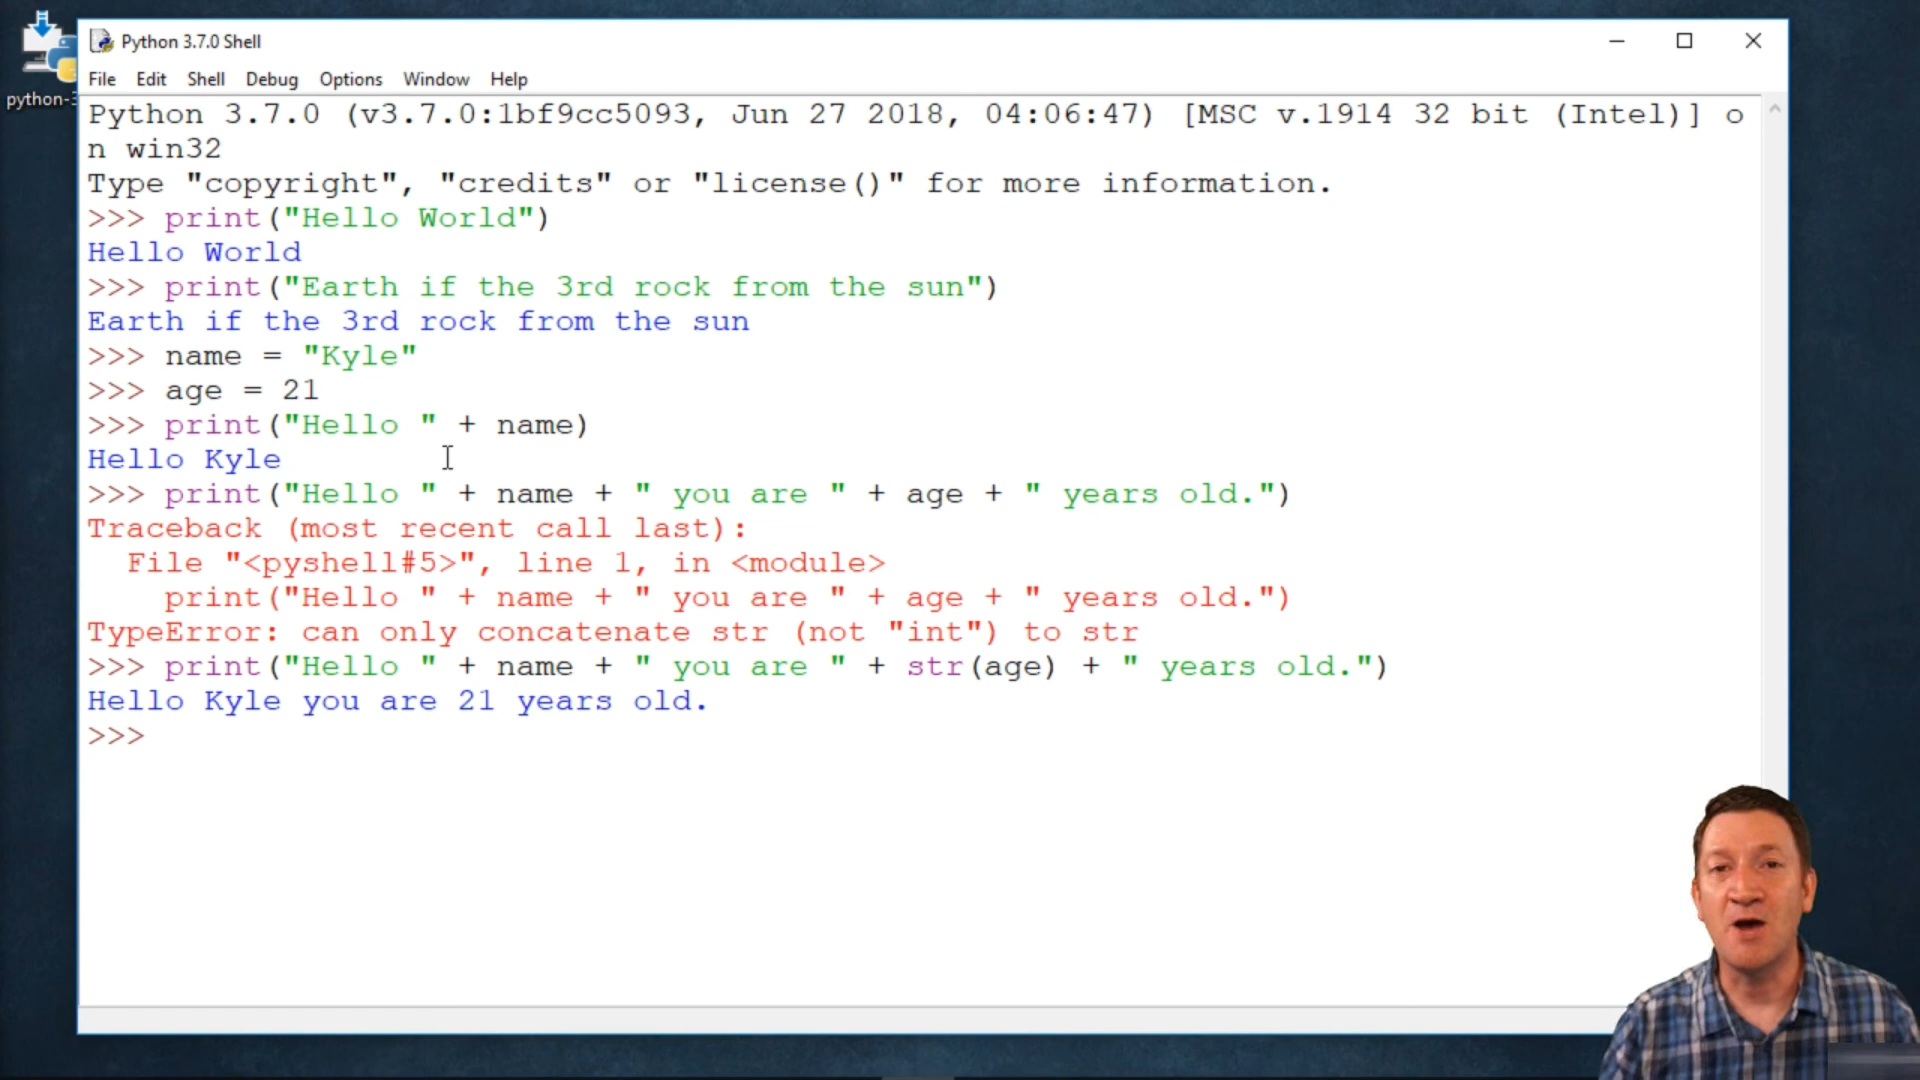 Python 3.7.0 Shell
File Edit Shell Debug Options Window Help
python-3
Python 3.7.0 (v3.7.0:1bf9cc5093, Jun 27 2018, 04:06:47) [MSC v.1914 32 bit (Intel)] o
n win32
Type "copyright", "credits" or "license()" for more information.
>>> print("Hello World")
Hello World
>>> print("Earth if the 3rd rock from the sun")
Earth if the 3rd rock from the sun
>>> name = "Kyle"
>>> age = 21
>>> print("Hello " + name)
Hello Kyle
>>> print("Hello " + name + " you are " + age + " years old.")
Traceback (most recent call last):
  File "<pyshell#5>", line 1, in <module>
    print("Hello " + name + " you are " + age + " years old.")
TypeError: can only concatenate str (not "int") to str
>>> print("Hello " + name + " you are " + str(age) + " years old.")
Hello Kyle you are 21 years old.
>>>